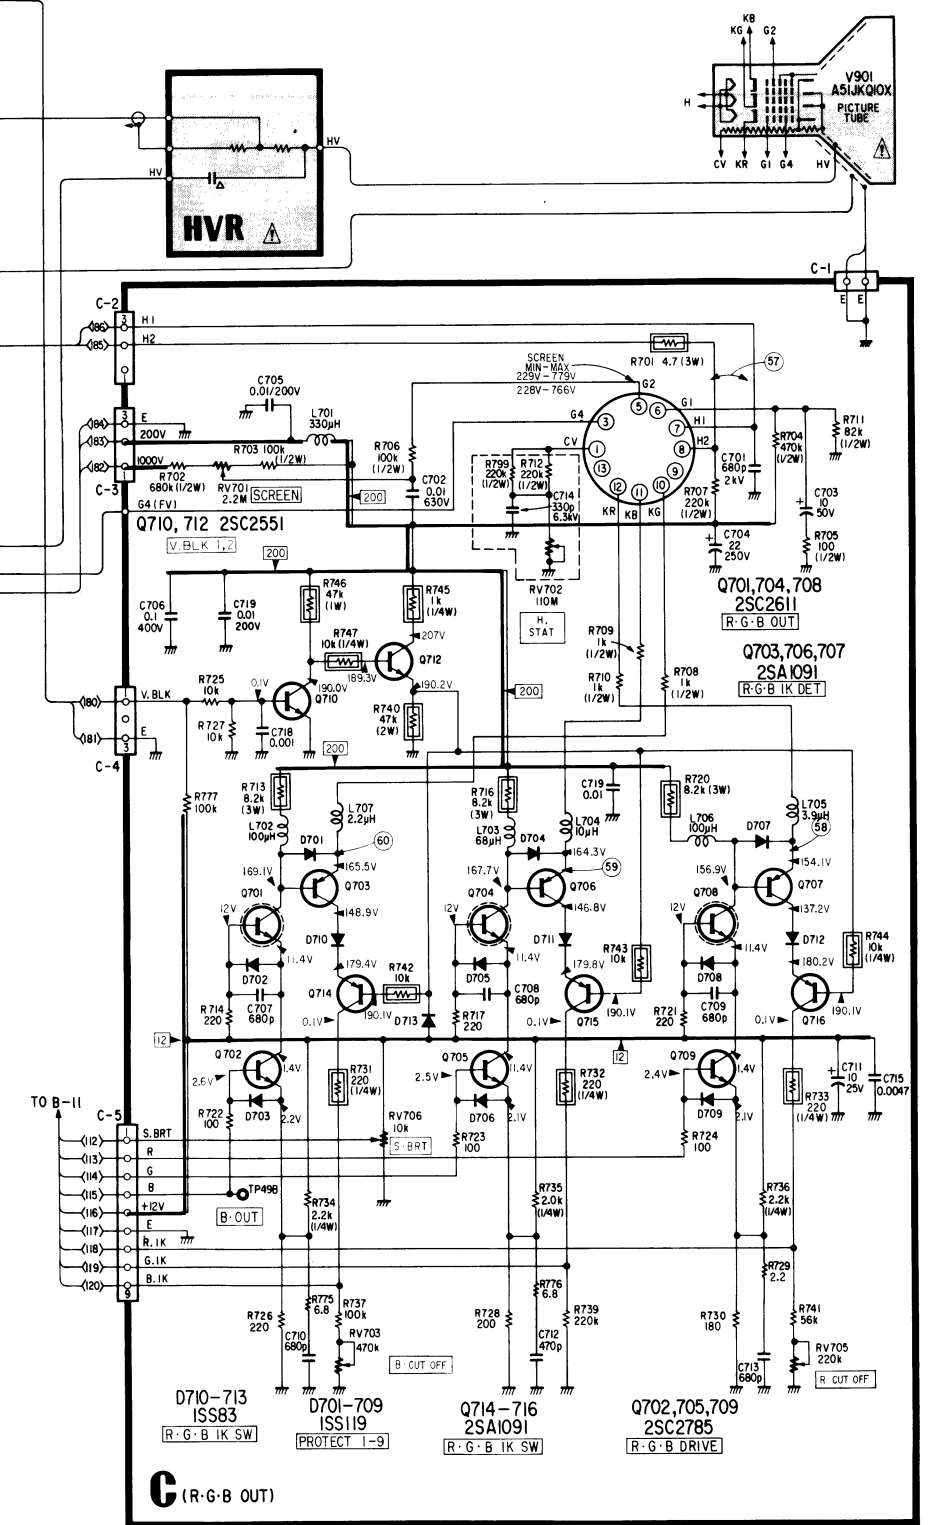 KB
KG
G2
H
V901
A51JKQ10X
PICTURE
TUBE
CV
KR
G1
G4
HV
HV
HV
HVR
C-1
E
E
C-2
3
186
H1
185
H2
1
R701 4.7 (3W)
57
SCREEN
MIN-MAX
229V-779V
228V-766V
G2
C705
0.01/200V
3
184
E
183
200V
182
1000V
1
C-3
L701
330μH
R703 100k
(1/2W)
R702
680k(1/2W)
RV701
2.2M
SCREEN
R706
100k
(1/2W)
200
C702
0.01
630V
G4(FV)
G4
CV
5
6
G1
3
7
H1
1
8
H2
13
9
12
11
10
KR
KB
KG
R799
220k
(1/2W)
R712
220k
(1/2W)
C714
330p
6.3kV
RV702
110M
H.
STAT
R707
220k
(1/2W)
C701
680p
2kV
R704
470k
(1/2W)
R711
82k
(1/2W)
C703
10
50V
R705
100
(1/2W)
C704
22
250V
Q710, 712 2SC2551
V.BLK 1,2
200
Q701,704,708
2SC2611
R·G·B OUT
Q703,706,707
2SA1091
R·G·B IK DET
C706
0.1
400V
C719
0.01
200V
R746
47k
(1W)
R745
1k
(1/4W)
R747
10k(1/4W)
207V
Q712
189.3V
190.0V
Q710
190.2V
R740
47k
(2W)
200
R709
1k
(1/2W)
R710
1k
(1/2W)
R708
1k
(1/2W)
1
180
V.BLK
181
E
3
C-4
R725
10k
0.1V
R727
10k
C718
0.001
200
R777
100k
R713
8.2k
(3W)
L702
100μH
D701
L707
2.2μH
60
R716
8.2k
(3W)
L703
68μH
D704
L704
10μH
C719
0.01
R720
8.2k (3W)
L706
100μH
D707
L705
3.9μH
58
169.1V
165.5V
Q701
Q703
12V
148.9V
D710
11.4V
D702
C707
680p
R714
220
179.4V
R742
10k
Q714
190.1V
D713
0.1V
167.7V
164.3V
59
Q704
Q706
12V
146.8V
D711
11.4V
D705
C708
680p
R717
220
179.8V
R743
10k
0.1V
Q715
190.1V
156.9V
154.1V
Q708
Q707
12V
137.2V
D712
11.4V
D708
C709
680p
R721
220
180.2V
R744
10k
(1/4W)
0.1V
Q716
190.1V
12
12
Q702
2.6V
1.4V
R722
100
D703
2.2V
R731
220
(1/4W)
RV706
10k
S·BRT
Q705
2.5V
11.4V
D706
R723
100
2.1V
R732
220
(1/4W)
Q709
2.4V
1.4V
D709
R724
100
2.1V
R733
220
(1/4W)
C711
10
25V
C715
0.0047
TO B-11
C-5
1
112
S.BRT
113
R
114
G
115
B
116
+12V
117
E
118
R.IK
119
G.IK
120
B.IK
9
TP49B
B·OUT
R734
2.2k
(1/4W)
R735
2.0k
(1/4W)
R736
2.2k
(1/4W)
R729
2.2
R726
220
R775
6.8
C710
680p
R737
100k
RV703
470k
B·CUT OFF
R728
200
R776
6.8
C712
470p
R739
220k
R730
180
C713
680p
R741
56k
RV705
220k
R CUT OFF
D710-713
1SS83
R·G·B IK SW
D701-709
1SS119
PROTECT 1-9
Q714-716
2SA1091
R·G·B IK SW
Q702,705,709
2SC2785
R·G·B DRIVE
C (R·G·B OUT)